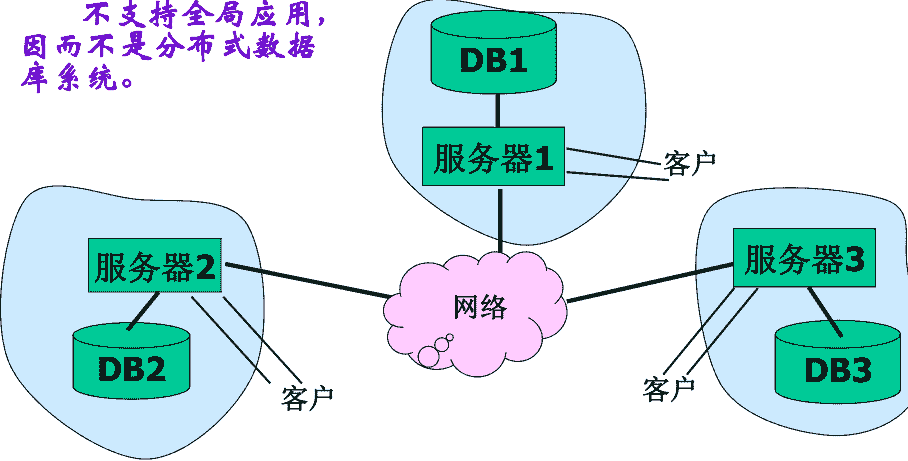 不支持全局应用，
因而不是分布式数据
库系统。
DB1
服务器1
客户
服务器2
DB2
客户
网络
服务器3
客户
DB3